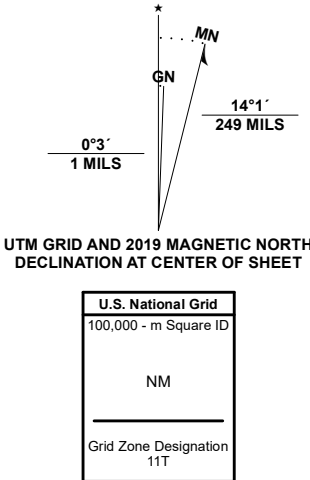 ★
MN
GN
14°1´
249 MILS
0°3´
1 MILS
UTM GRID AND 2019 MAGNETIC NORTH
DECLINATION AT CENTER OF SHEET
U.S. National Grid
100,000 - m Square ID
NM
Grid Zone Designation
11T